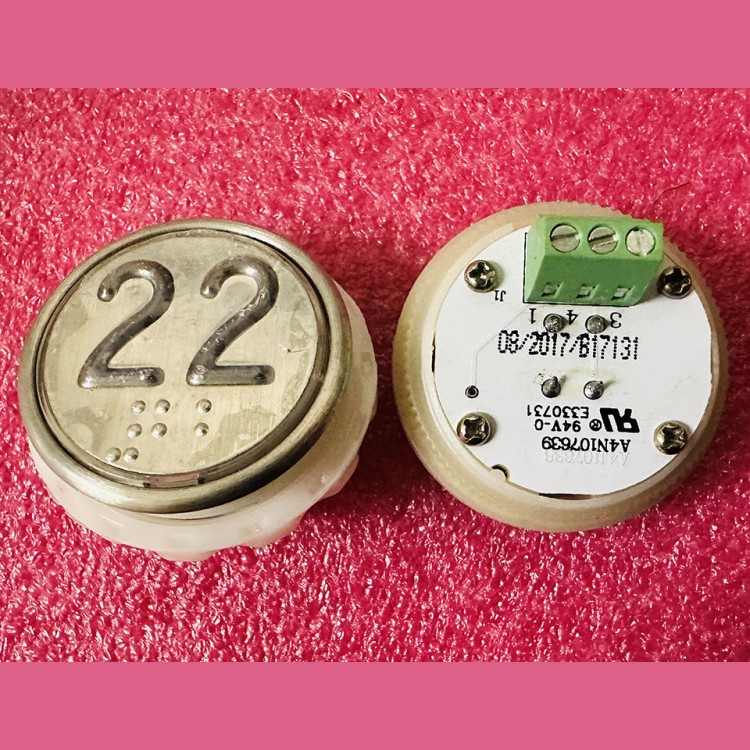 22
⠼⠃⠃
J1
1 4 3
08/2017/B17131
A4N107639
94V-0
E330731